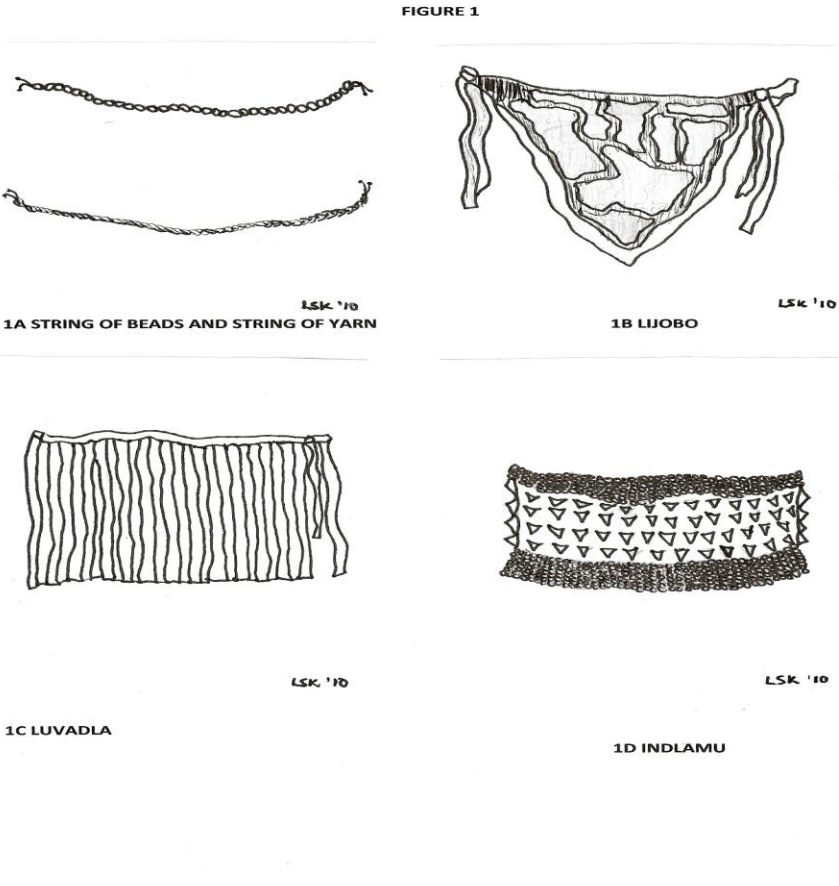 FIGURE 1
LSK '10
LSK '10
1A STRING OF BEADS AND STRING OF YARN
1B LIJOBO
LSK '10
LSK '10
1C LUVADLA
1D INDLAMU